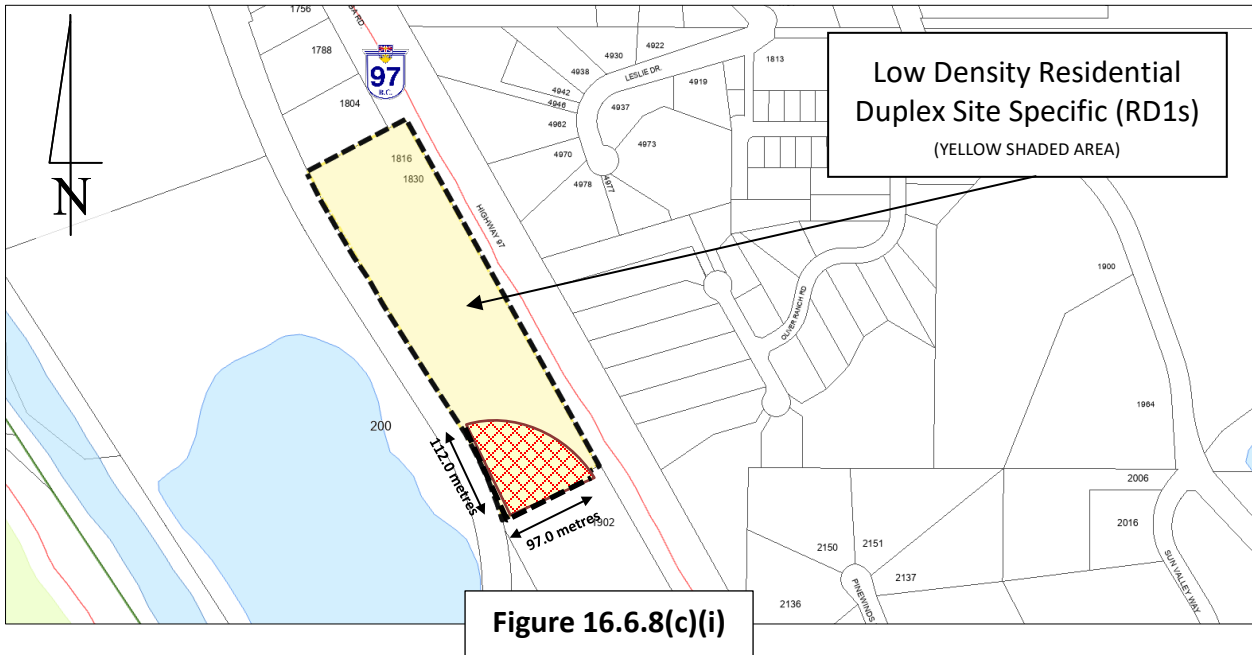 1756
BA RD.
1788
97
B.C.
1804
1816
1830
HIGHWAY 97
4922
4930
4938
LESLIE DR.
4942
4946
4937
4919
4962
4970
4973
4978
4977
1813
Low Density Residential
Duplex Site Specific (RD1s)
(YELLOW SHADED AREA)
N
OLIVER RANCH RD
1900
200
112.0 metres
97.0 metres
1902
1964
2006
2016
2150
2151
2137
2136
PINEWINDS
SUN VALLEY WAY
Figure 16.6.8(c)(i)